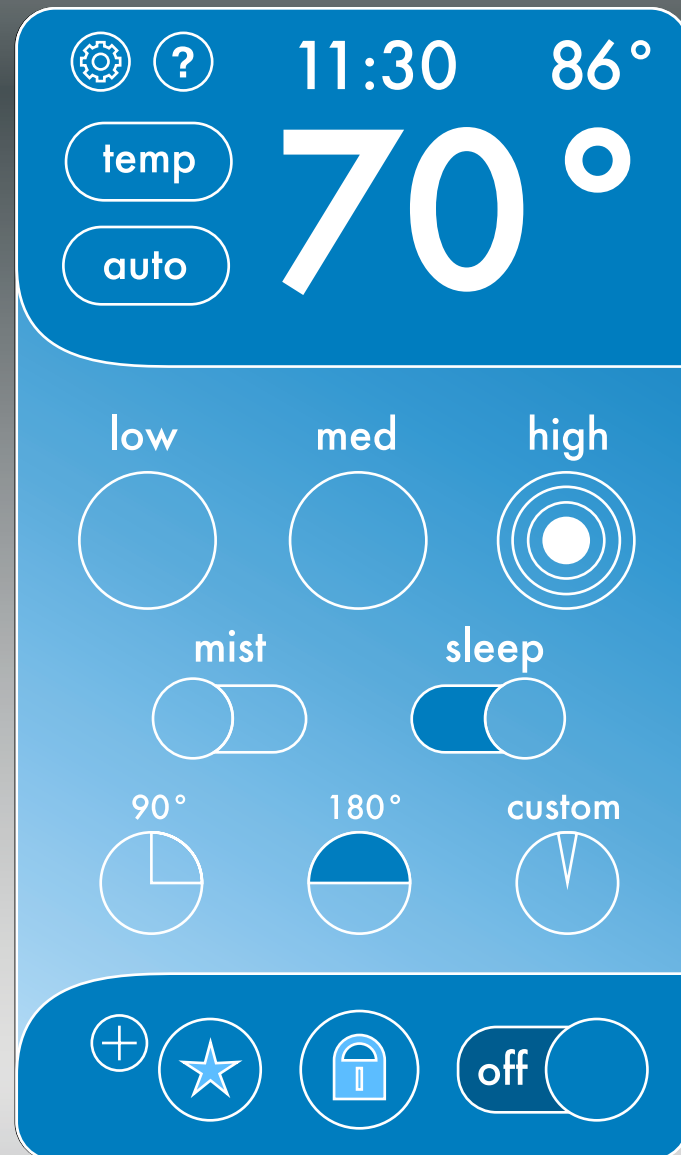 ? 11:30 86°
temp
70°
auto
low med high
mist sleep
90° 180° custom
off